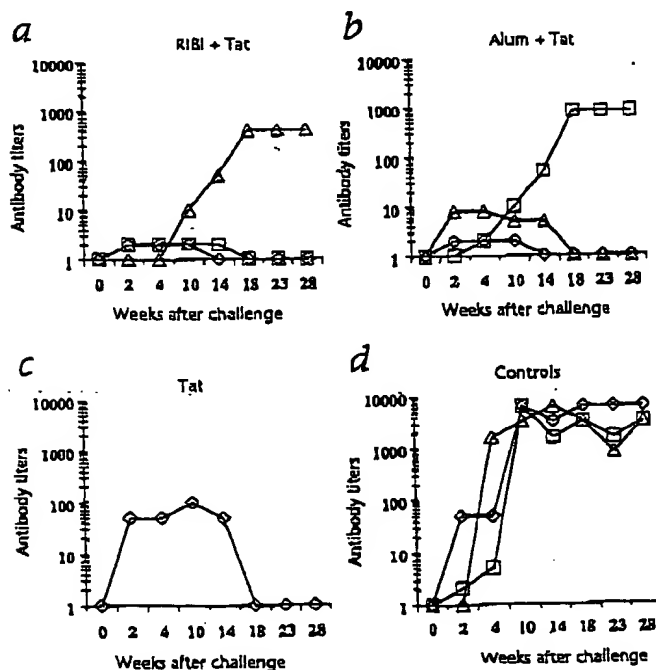 a RIBI + Tat
Antibody titers
10000
1000
100
10
1
0 2 4 6 10 14 18 23 28
Weeks after challenge
b Alum + Tat
Antibody titers
10000
1000
100
10
1
0 2 4 10 14 18 23 28
Weeks after challenge
c Tat
Antibody titers
10000
1000
100
10
1
0 2 4 10 14 18 23 28
Weeks after challenge
d Controls
Antibody titers
10000
1000
100
10
1
0 2 4 10 14 18 23 28
Weeks after challenge